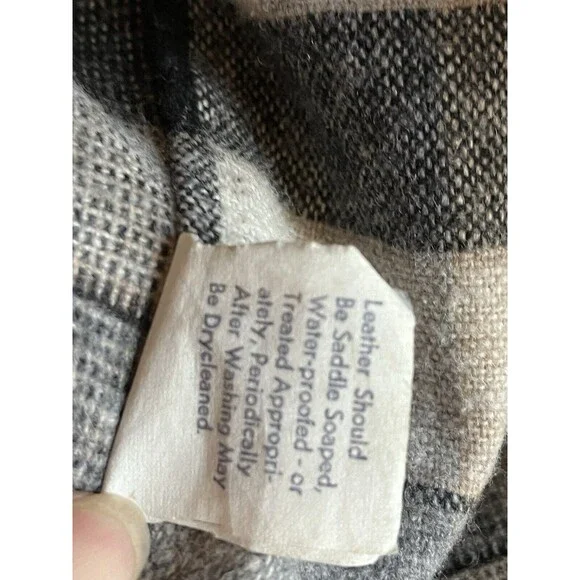 Leather Should
Be Saddle Soaped,
Water-proofed - or
Treated Appropri-
ately, Periodically
After Washing May
Be Drycleaned.